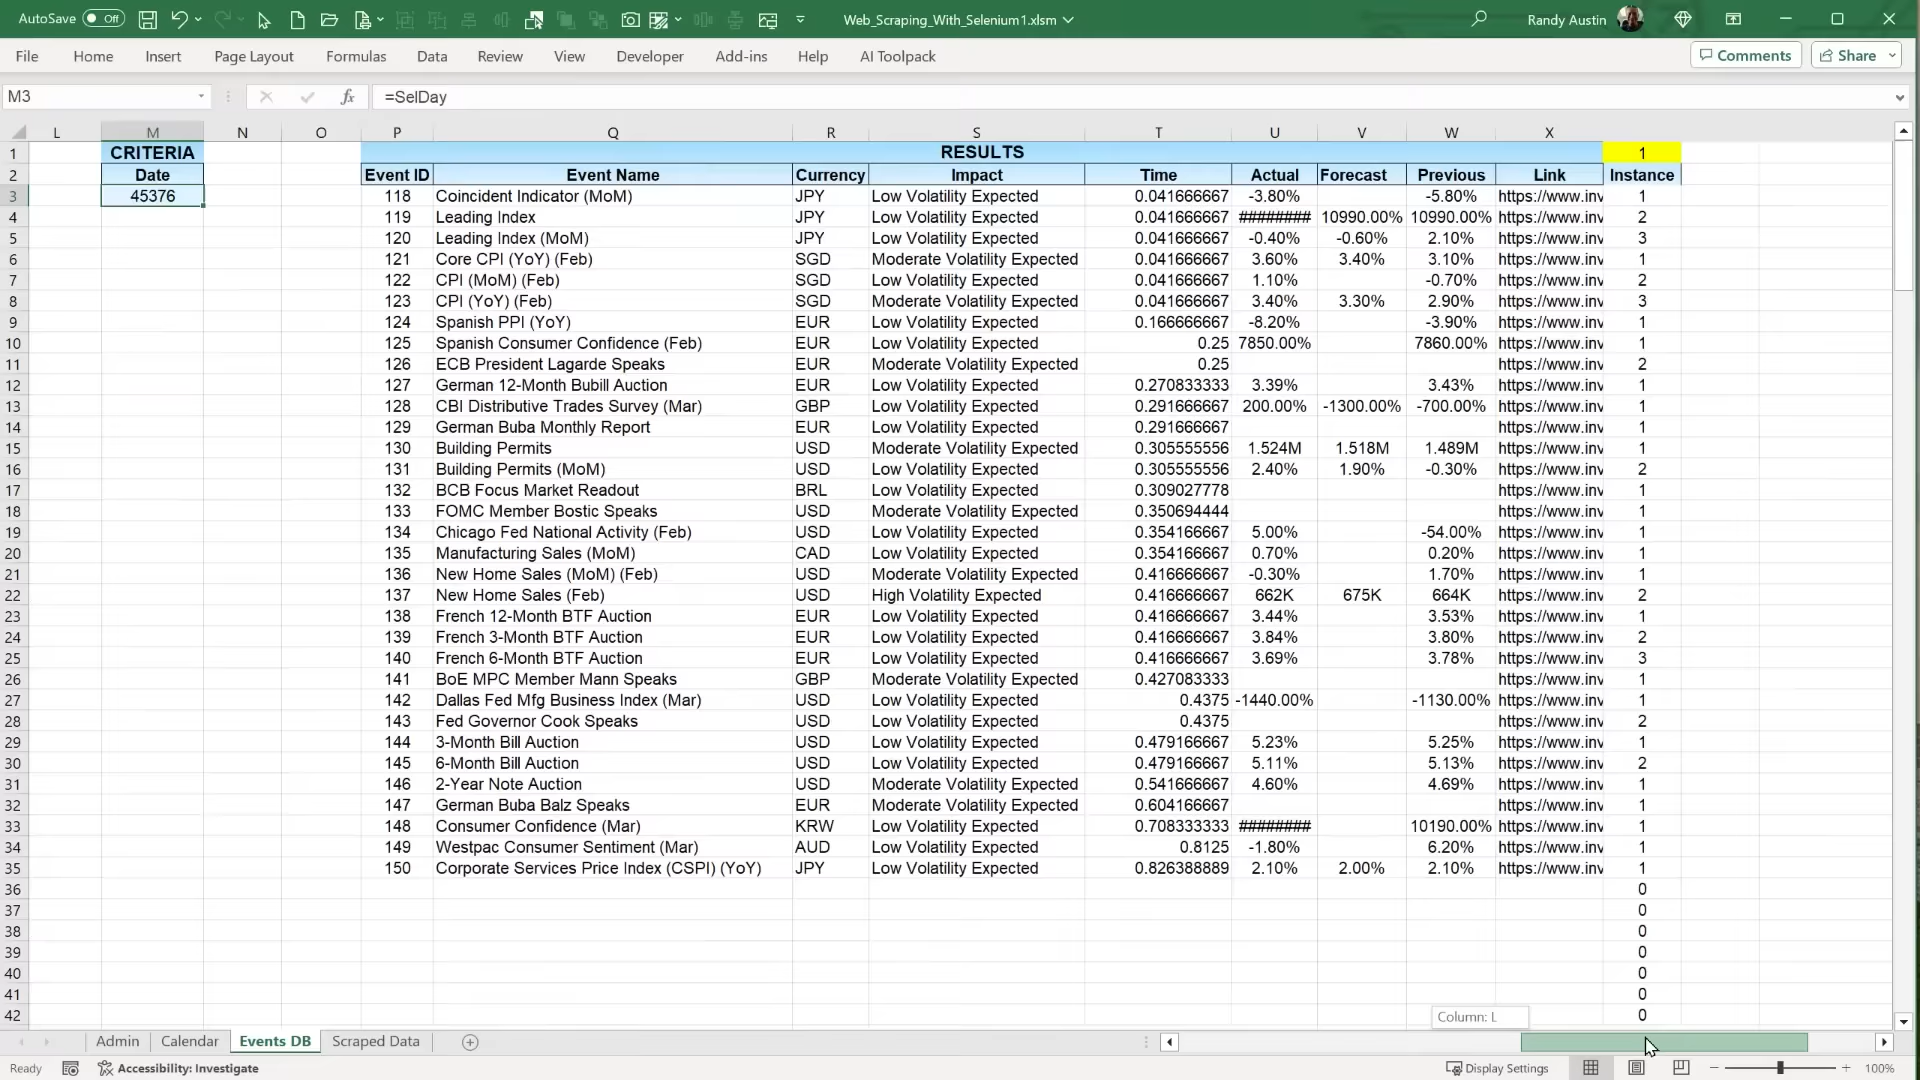 AutoSave Off Web_Scraping_With_Selenium1.xlsm Randy Austin
File Home Insert Page Layout Formulas Data Review View Developer Add-ins Help AI Toolpack Comments Share
M3 fx =SelDay
L M N O P Q R S T U V W X
1 CRITERIA RESULTS 1
2 Date Event ID Event Name Currency Impact Time Actual Forecast Previous Link Instance
3 45376 118 Coincident Indicator (MoM) JPY Low Volatility Expected 0.041666667 -3.80% -5.80% https://www.inv 1
4 119 Leading Index JPY Low Volatility Expected 0.041666667 ######## 10990.00% 10990.00% https://www.inv 2
5 120 Leading Index (MoM) JPY Low Volatility Expected 0.041666667 -0.40% -0.60% 2.10% https://www.inv 3
6 121 Core CPI (YoY) (Feb) SGD Moderate Volatility Expected 0.041666667 3.60% 3.40% 3.10% https://www.inv 1
7 122 CPI (MoM) (Feb) SGD Low Volatility Expected 0.041666667 1.10% -0.70% https://www.inv 2
8 123 CPI (YoY) (Feb) SGD Moderate Volatility Expected 0.041666667 3.40% 3.30% 2.90% https://www.inv 3
9 124 Spanish PPI (YoY) EUR Low Volatility Expected 0.166666667 -8.20% -3.90% https://www.inv 1
10 125 Spanish Consumer Confidence (Feb) EUR Low Volatility Expected 0.25 7850.00% 7860.00% https://www.inv 1
11 126 ECB President Lagarde Speaks EUR Moderate Volatility Expected 0.25 https://www.inv 2
12 127 German 12-Month Bubill Auction EUR Low Volatility Expected 0.270833333 3.39% 3.43% https://www.inv 1
13 128 CBI Distributive Trades Survey (Mar) GBP Low Volatility Expected 0.291666667 200.00% -1300.00% -700.00% https://www.inv 1
14 129 German Buba Monthly Report EUR Low Volatility Expected 0.291666667 https://www.inv 1
15 130 Building Permits USD Moderate Volatility Expected 0.305555556 1.524M 1.518M 1.489M https://www.inv 1
16 131 Building Permits (MoM) USD Low Volatility Expected 0.305555556 2.40% 1.90% -0.30% https://www.inv 2
17 132 BCB Focus Market Readout BRL Low Volatility Expected 0.309027778 https://www.inv 1
18 133 FOMC Member Bostic Speaks USD Moderate Volatility Expected 0.350694444 https://www.inv 1
19 134 Chicago Fed National Activity (Feb) USD Low Volatility Expected 0.354166667 5.00% -54.00% https://www.inv 1
20 135 Manufacturing Sales (MoM) CAD Low Volatility Expected 0.354166667 0.70% 0.20% https://www.inv 1
21 136 New Home Sales (MoM) (Feb) USD Moderate Volatility Expected 0.416666667 -0.30% 1.70% https://www.inv 1
22 137 New Home Sales (Feb) USD High Volatility Expected 0.416666667 662K 675K 664K https://www.inv 2
23 138 French 12-Month BTF Auction EUR Low Volatility Expected 0.416666667 3.44% 3.53% https://www.inv 1
24 139 French 3-Month BTF Auction EUR Low Volatility Expected 0.416666667 3.84% 3.80% https://www.inv 2
25 140 French 6-Month BTF Auction EUR Low Volatility Expected 0.416666667 3.69% 3.78% https://www.inv 3
26 141 BoE MPC Member Mann Speaks GBP Moderate Volatility Expected 0.427083333 https://www.inv 1
27 142 Dallas Fed Mfg Business Index (Mar) USD Low Volatility Expected 0.4375 -1440.00% -1130.00% https://www.inv 1
28 143 Fed Governor Cook Speaks USD Low Volatility Expected 0.4375 https://www.inv 2
29 144 3-Month Bill Auction USD Low Volatility Expected 0.479166667 5.23% 5.25% https://www.inv 1
30 145 6-Month Bill Auction USD Low Volatility Expected 0.479166667 5.11% 5.13% https://www.inv 2
31 146 2-Year Note Auction USD Moderate Volatility Expected 0.541666667 4.60% 4.69% https://www.inv 1
32 147 German Buba Balz Speaks EUR Moderate Volatility Expected 0.604166667 https://www.inv 1
33 148 Consumer Confidence (Mar) KRW Low Volatility Expected 0.708333333 ######## 10190.00% https://www.inv 1
34 149 Westpac Consumer Sentiment (Mar) AUD Low Volatility Expected 0.8125 -1.80% 6.20% https://www.inv 1
35 150 Corporate Services Price Index (CSPI) (YoY) JPY Low Volatility Expected 0.826388889 2.10% 2.00% 2.10% https://www.inv 1
36 0
37 0
38 0
39 0
40 0
41 0
42 0
Column: L
Admin Calendar Events DB Scraped Data
Ready Accessibility: Investigate Display Settings 100%